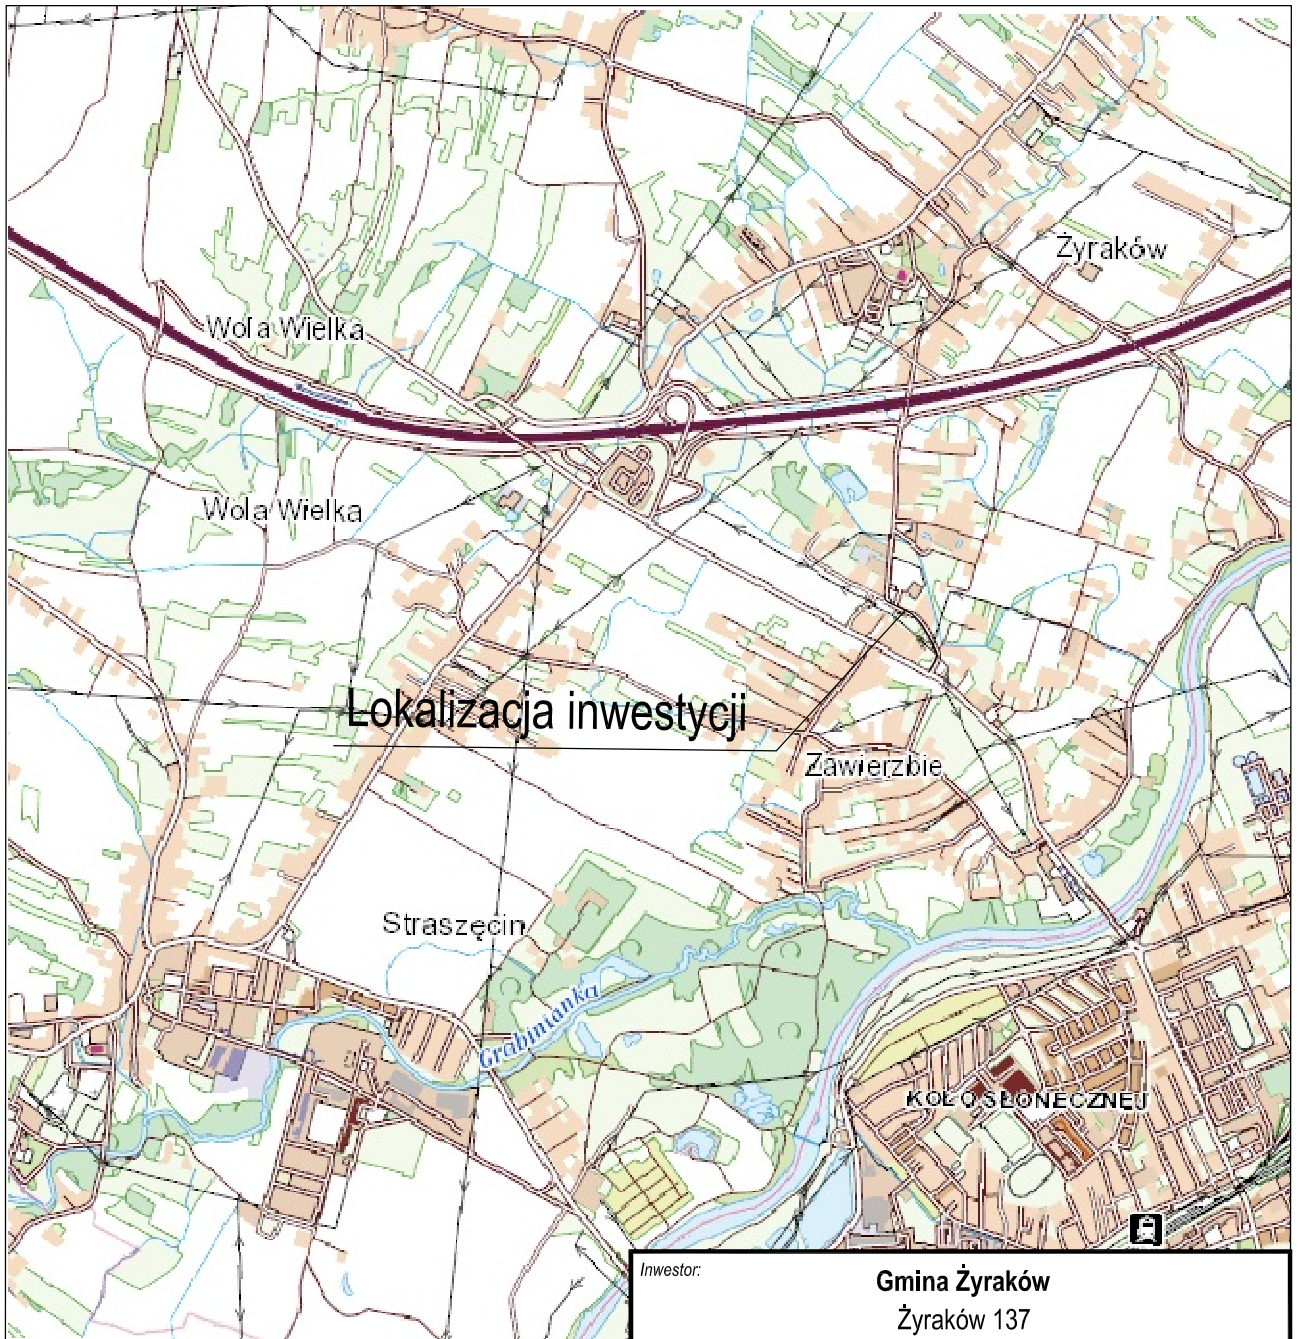 Żyraków
Wola Wielka
Wola Wielka
Lokalizacja inwestycji
Zawierzbie
Straszęcin
Grabinianka
KOŁO SŁONECZNEJ
Inwestor:
Gmina Żyraków
Żyraków 137